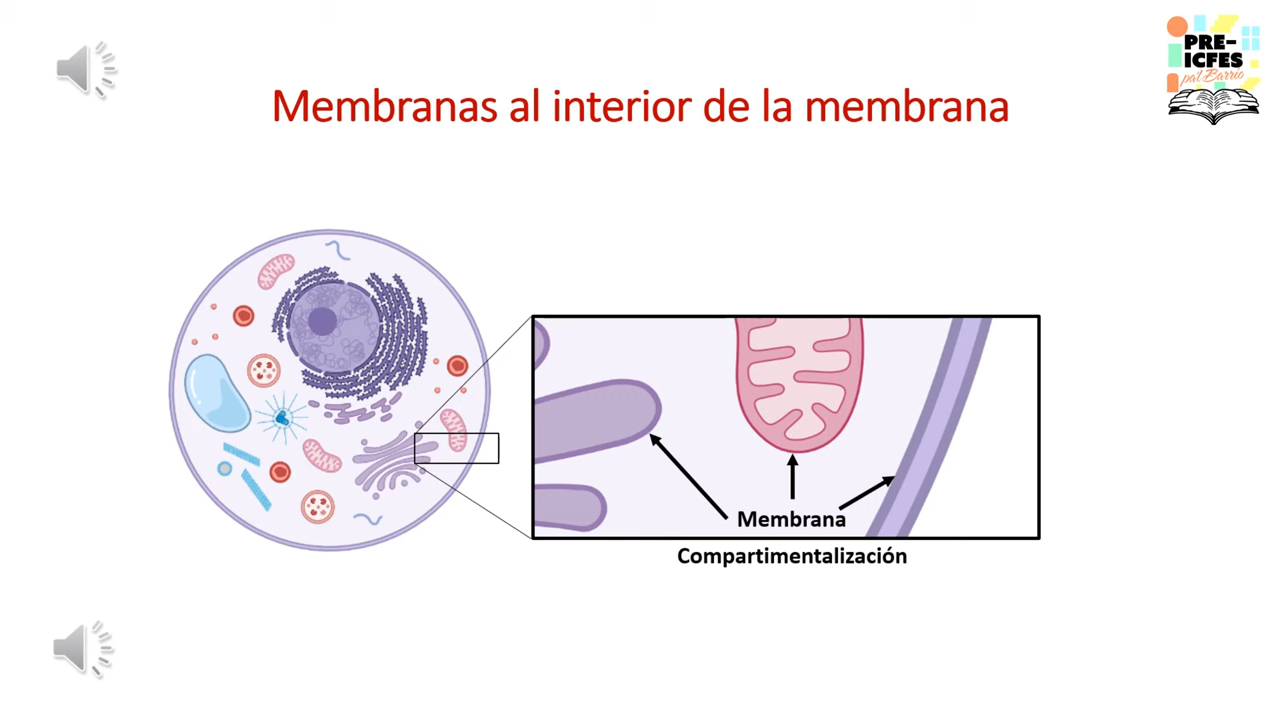 PRE-
ICFES
pa'l Barrio
Membranas al interior de la membrana
Membrana
Compartimentalización